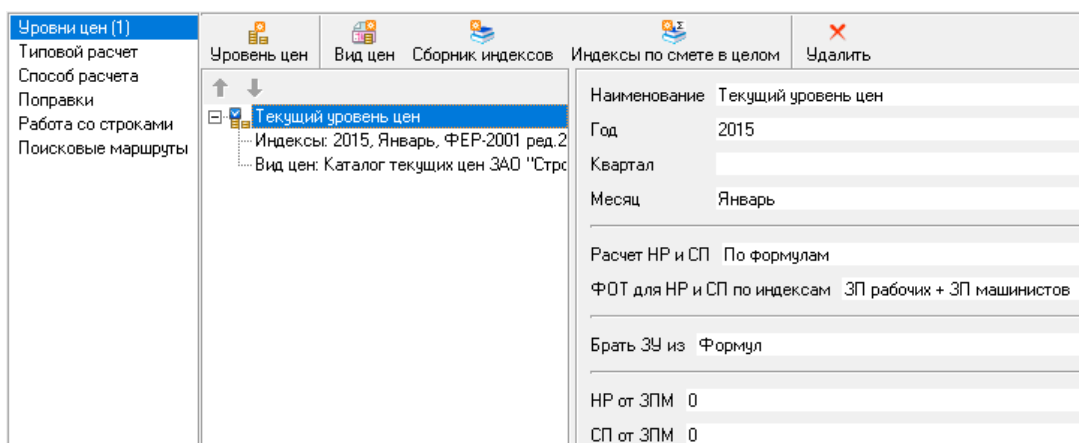 Уровни цен (1)
Типовой расчет
Способ расчета
Поправки
Работа со строками
Поисковые маршруты
Уровень цен
Вид цен
Сборник индексов
Индексы по смете в целом
Удалить
Текущий уровень цен
Индексы: 2015, Январь, ФЕР-2001 ред.2
Вид цен: Каталог текущих цен ЗАО "Стро
Наименование Текущий уровень цен
Год 2015
Квартал
Месяц Январь
Расчет НР и СП По формулам
ФОТ для НР и СП по индексам ЗП рабочих + ЗП машинистов
Брать ЗУ из Формул
НР от ЗПМ 0
СП от ЗПМ 0